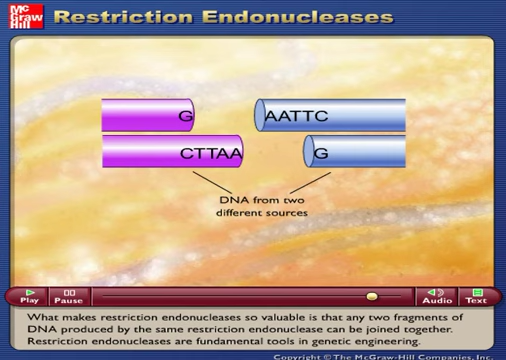 Mc
Graw
Hill
Restriction Endonucleases
G
AATTC
CTTAA
G
DNA from two
different sources
Play
Pause
Audio
Text
What makes restriction endonucleases so valuable is that any two fragments of
DNA produced by the same restriction endonuclease can be joined together.
Restriction endonucleases are fundamental tools in genetic engineering.
Copyright © The McGraw-Hill Companies, Inc.